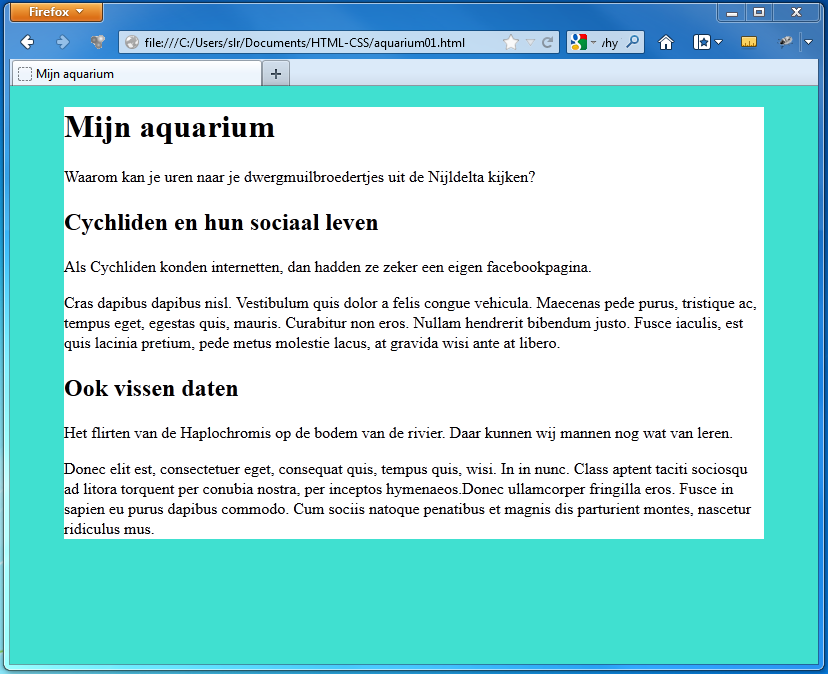 Firefox
file:///C:/Users/slr/Documents/HTML-CSS/aquarium01.html
Mijn aquarium
Mijn aquarium
Waarom kan je uren naar je dwergmuilbroedertjes uit de Nijldelta kijken?
Cychliden en hun sociaal leven
Als Cychliden konden internetten, dan hadden ze zeker een eigen facebookpagina.
Cras dapibus dapibus nisl. Vestibulum quis dolor a felis congue vehicula. Maecenas pede purus, tristique ac,
tempus eget, egestas quis, mauris. Curabitur non eros. Nullam hendrerit bibendum justo. Fusce iaculis, est
quis lacinia pretium, pede metus molestie lacus, at gravida wisi ante at libero.
Ook vissen daten
Het flirten van de Haplochromis op de bodem van de rivier. Daar kunnen wij mannen nog wat van leren.
Donec elit est, consectetuer eget, consequat quis, tempus quis, wisi. In in nunc. Class aptent taciti sociosqu
ad litora torquent per conubia nostra, per inceptos hymenaeos.Donec ullamcorper fringilla eros. Fusce in
sapien eu purus dapibus commodo. Cum sociis natoque penatibus et magnis dis parturient montes, nascetur
ridiculus mus.